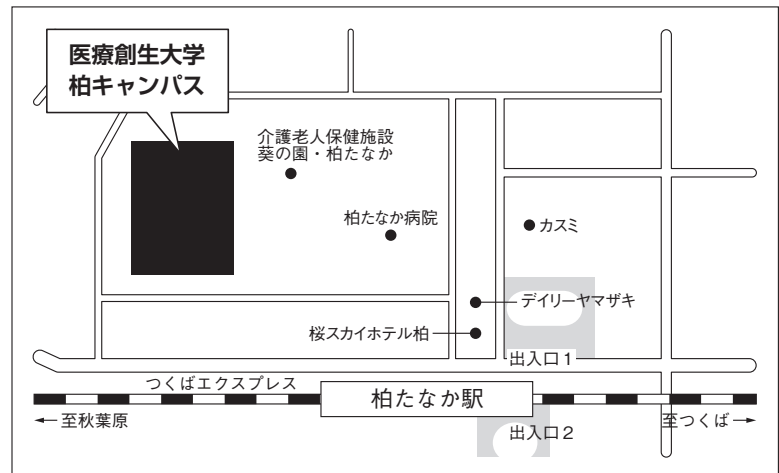 医療創生大学
柏キャンパス
介護老人保健施設
葵の園・柏たなか
柏たなか病院
カスミ
デイリーヤマザキ
桜スカイホテル柏
出入口1
つくばエクスプレス
柏たなか駅
←至秋葉原
至つくば→
出入口2